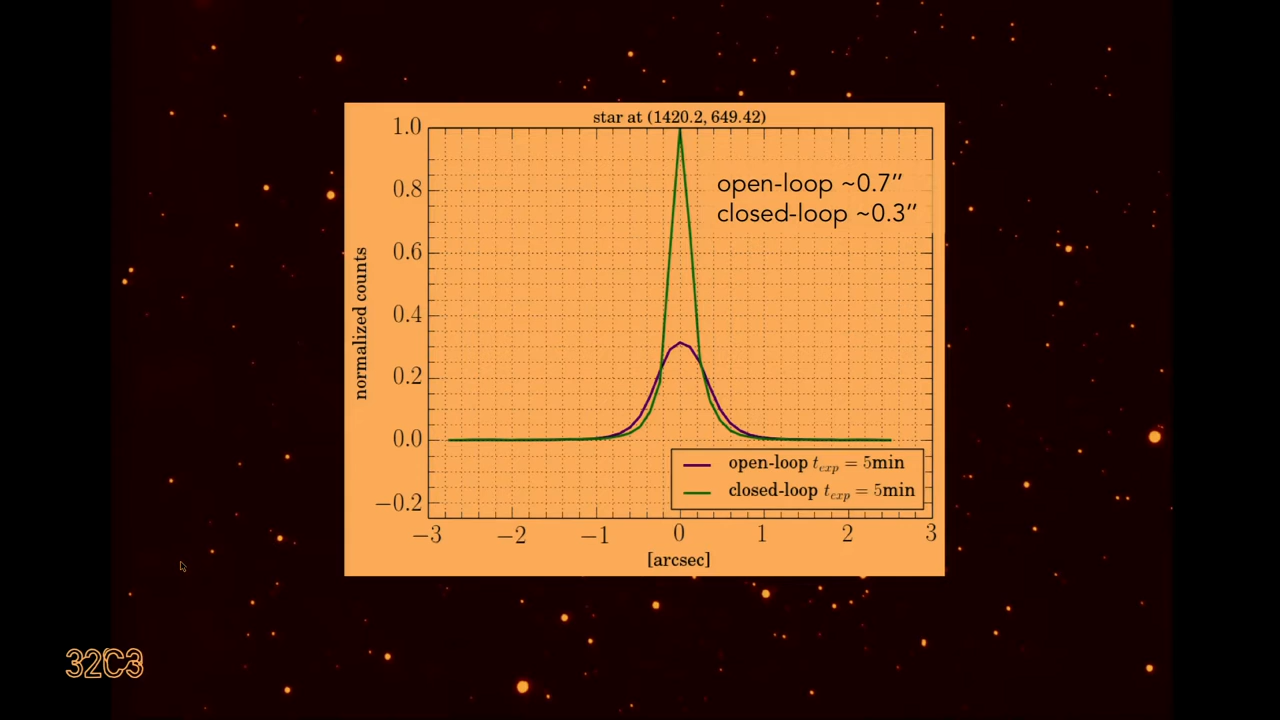 star at (1420.2, 649.42)
1.0
0.8
0.6
0.4
0.2
0.0
−0.2
normalized counts
open-loop ~0.7″
closed-loop ~0.3″
open-loop t_exp = 5min
closed-loop t_exp = 5min
−3 −2 −1 0 1 2 3
[arcsec]
32C3